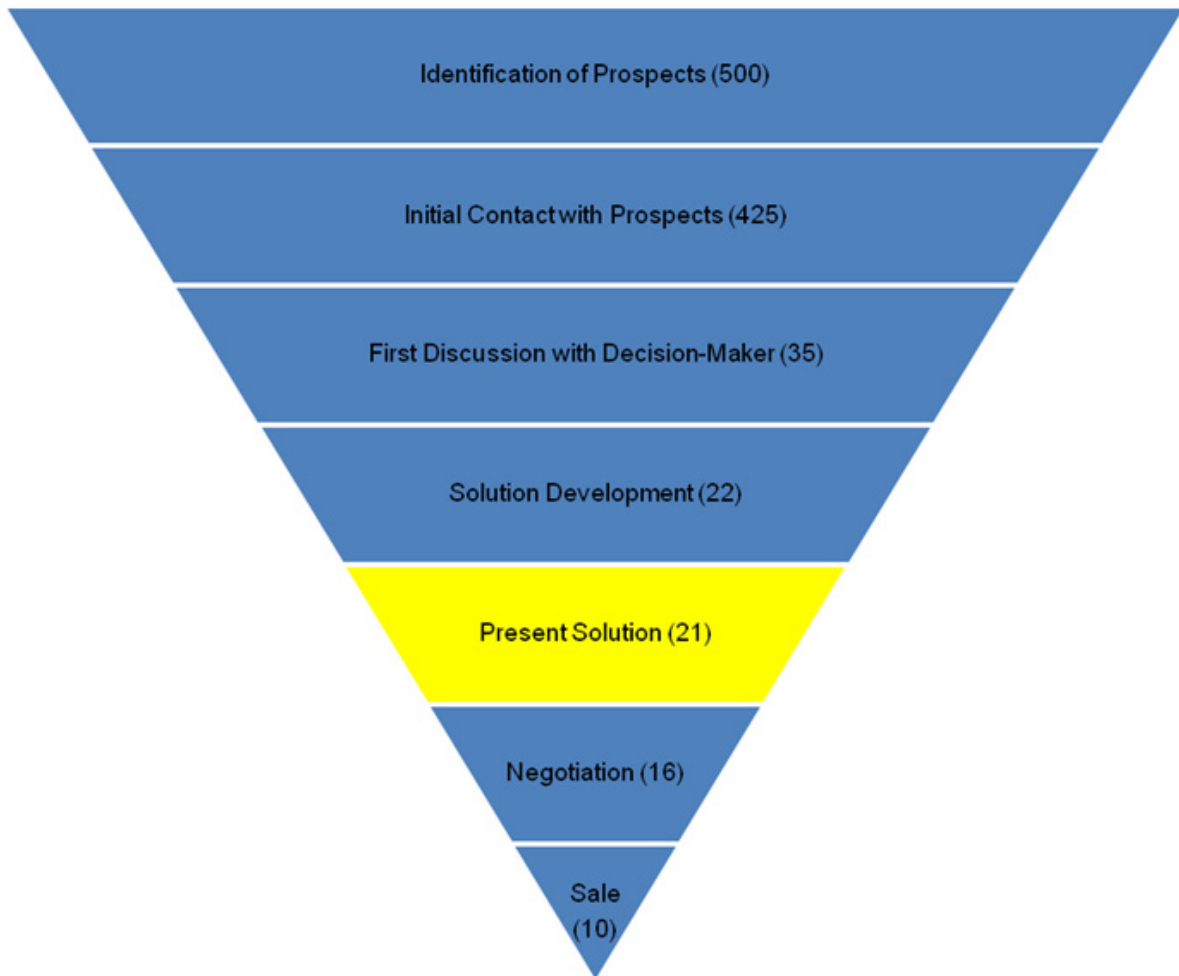 Identification of Prospects (500)
Initial Contact with Prospects (425)
First Discussion with Decision-Maker (35)
Solution Development (22)
Present Solution (21)
Negotiation (16)
Sale
(10)